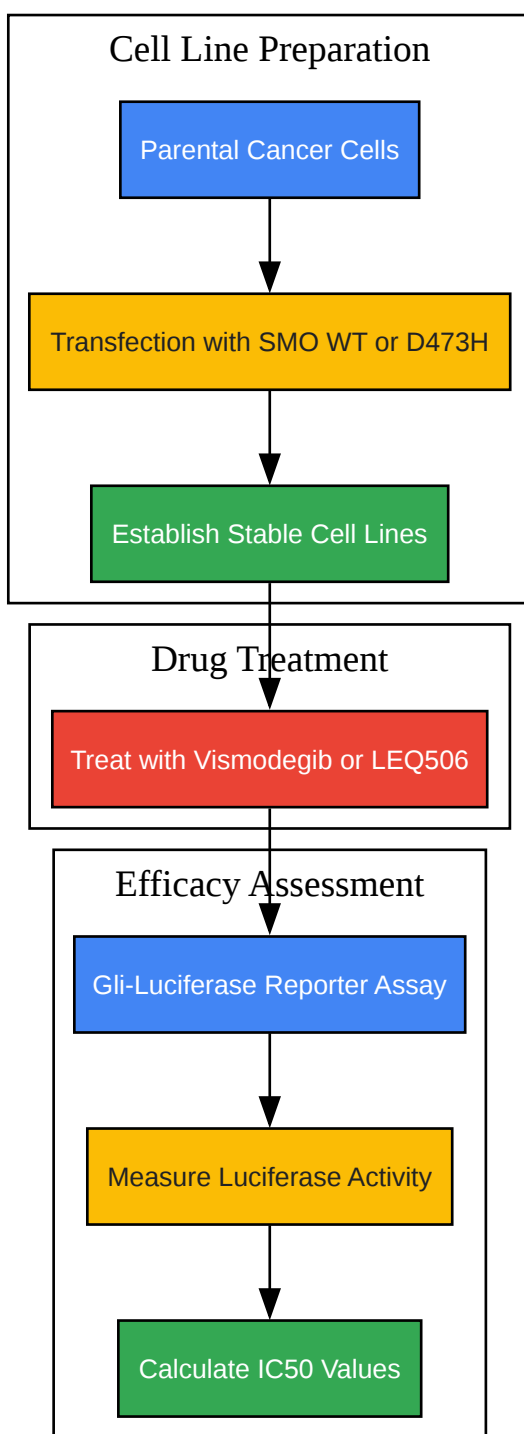 Cell Line Preparation
Parental Cancer Cells
Transfection with SMO WT or D473H
Establish Stable Cell Lines
Drug Treatment
Treat with Vismodegib or LEQ506
Efficacy Assessment
Gli-Luciferase Reporter Assay
Measure Luciferase Activity
Calculate IC50 Values